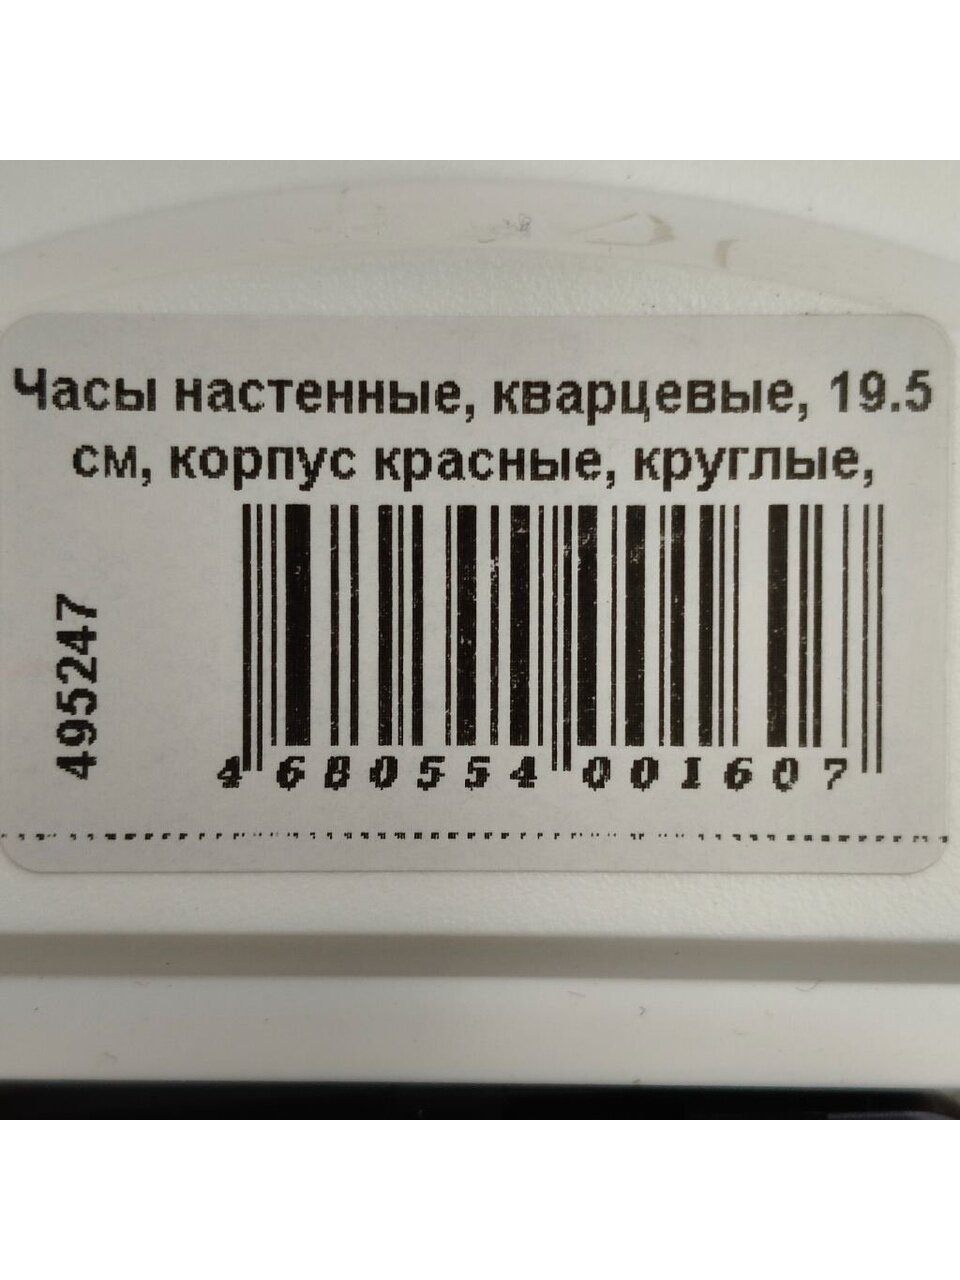 Часы настенные, кварцевые, 19.5
см, корпус красные, круглые,
495247
4 680554 001607